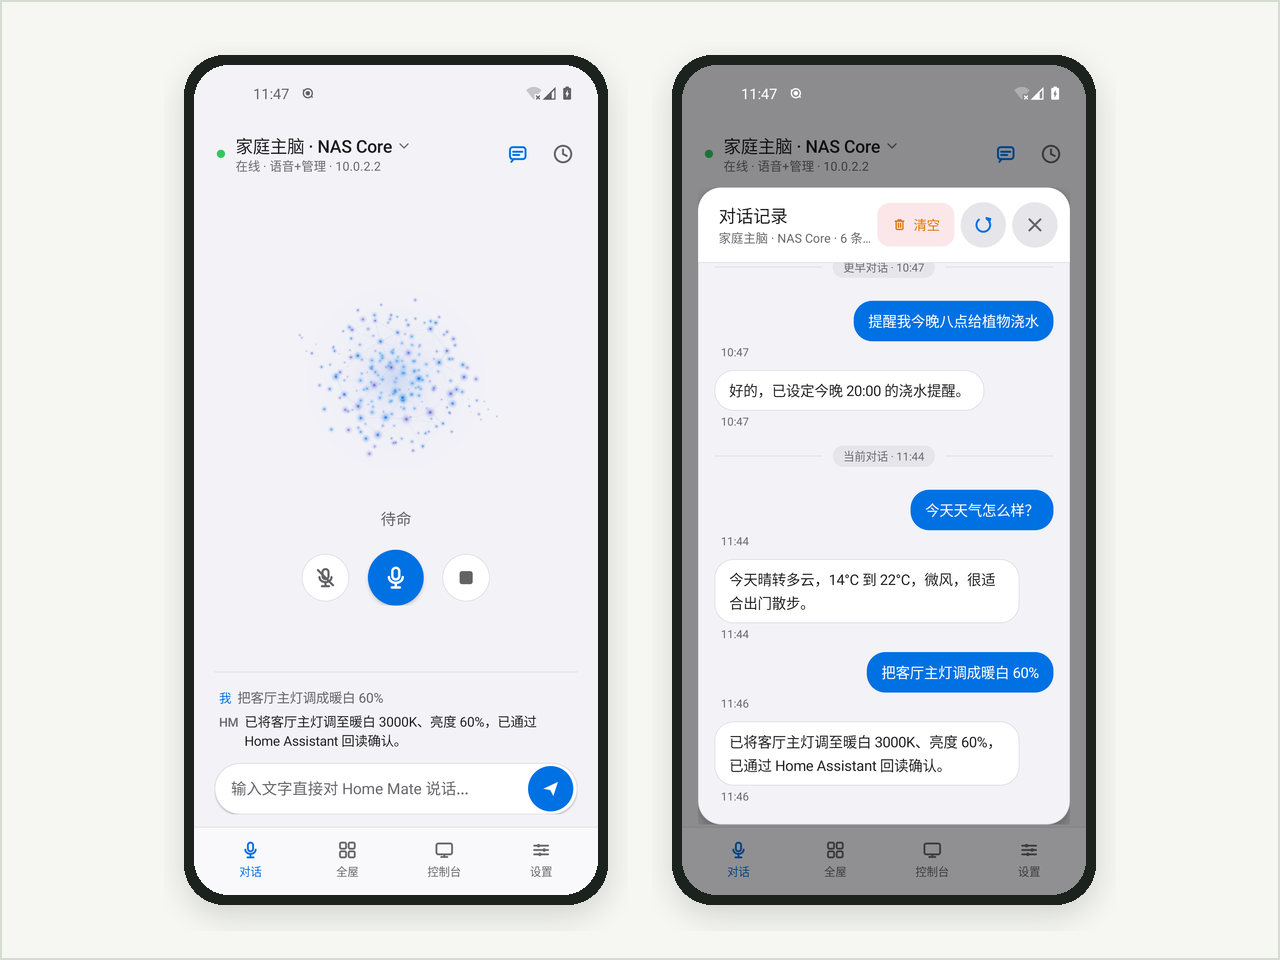 11:47
家庭主脑 · NAS Core
在线 · 语音+管理 · 10.0.2.2
待命
我 把客厅主灯调成暖白 60%
HM 已将客厅主灯调至暖白 3000K、亮度 60%，已通过
Home Assistant 回读确认。
输入文字直接对 Home Mate 说话...
对话
全屋
控制台
设置
11:47
家庭主脑 · NAS Core
在线 · 语音+管理 · 10.0.2.2
对话记录
家庭主脑 · NAS Core · 6 条...
清空
更早对话 · 10:47
提醒我今晚八点给植物浇水
10:47
好的，已设定今晚 20:00 的浇水提醒。
10:47
当前对话 · 11:44
今天天气怎么样？
11:44
今天晴转多云，14°C 到 22°C，微风，很适
合出门散步。
11:44
把客厅主灯调成暖白 60%
11:46
已将客厅主灯调至暖白 3000K、亮度 60%，
已通过 Home Assistant 回读确认。
11:46
对话
全屋
控制台
设置